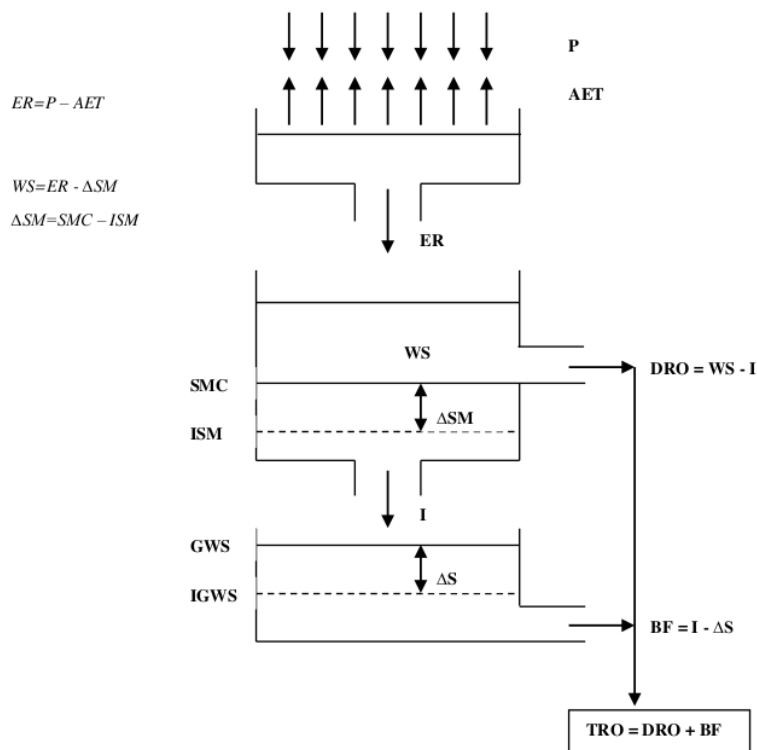 P
AET
ER=P – AET
WS=ER - ΔSM
ΔSM=SMC – ISM
ER
WS
DRO = WS - I
SMC
ΔSM
ISM
I
GWS
ΔS
IGWS
BF = I - ΔS
TRO = DRO + BF